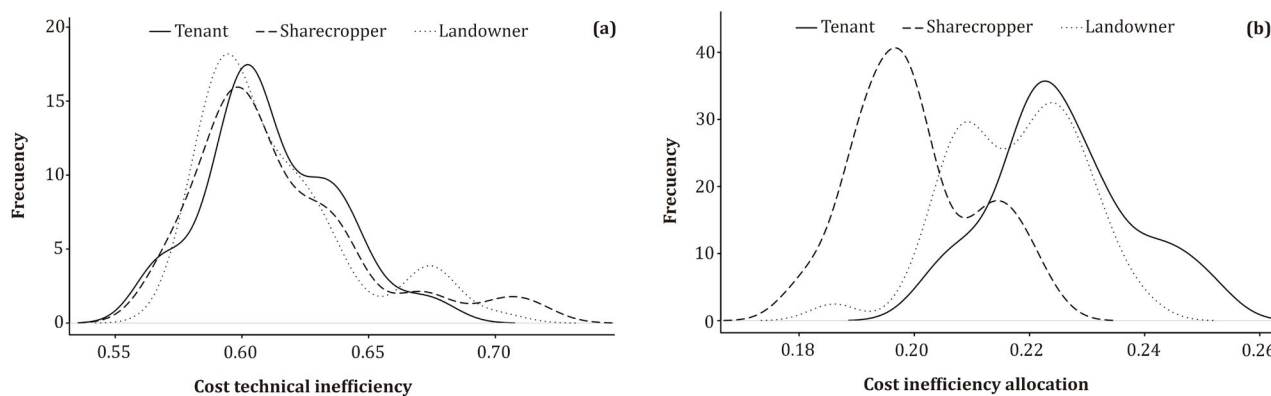 Tenant Sharecropper Landowner (a)
20
15
10
5
0
Frecuency
0.55 0.60 0.65 0.70
Cost technical inefficiency
Tenant Sharecropper Landowner (b)
40
30
20
10
0
Frecuency
0.18 0.20 0.22 0.24 0.26
Cost inefficiency allocation